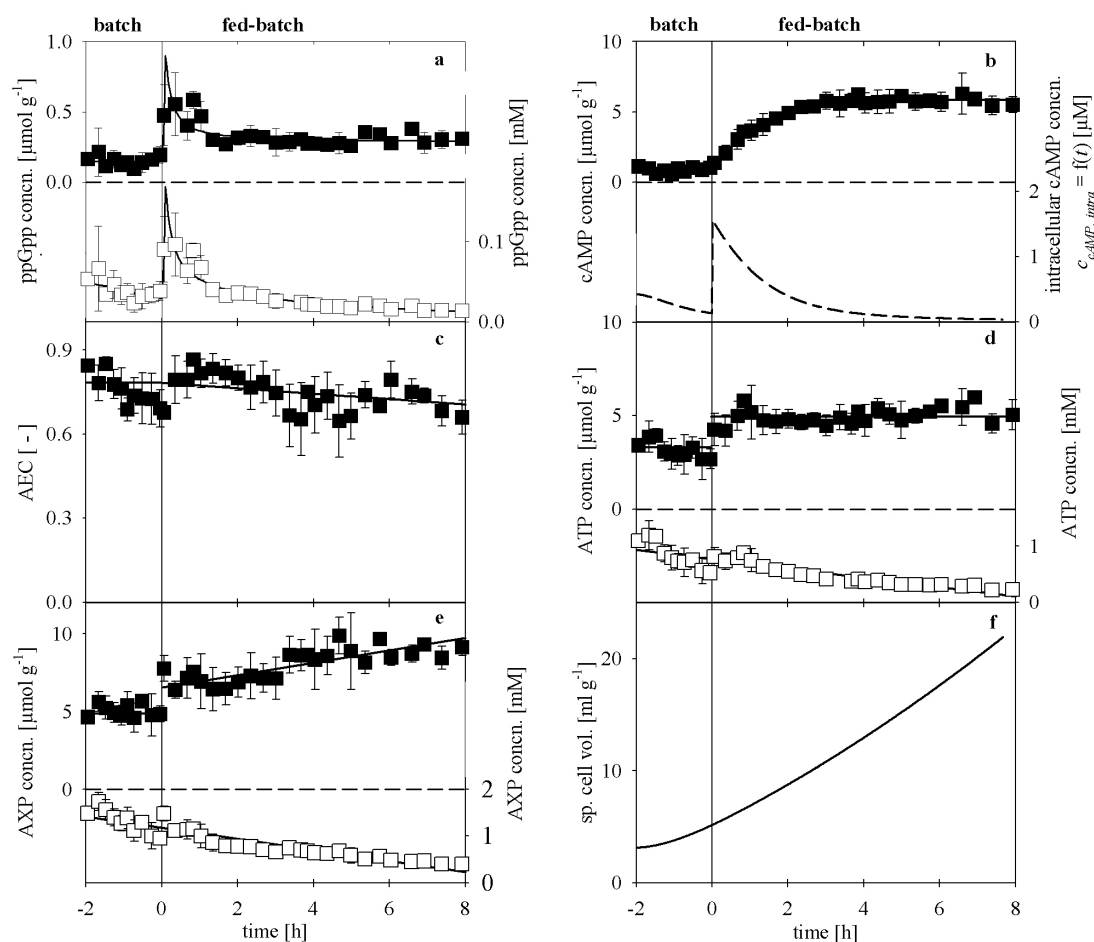 batch fed-batch batch fed-batch
a
1.0
0.5
0.0
ppGpp concn. [µmol g⁻¹]
0.1
0.0
ppGpp concn. [mM]
b
10
5
0
cAMP concn. [µmol g⁻¹]
2
1
0
intracellular cAMP concn.
c_cAMP, intra = f(t) [µM]
c
0.9
0.6
0.3
0.0
AEC [ - ]
d
10
5
0
ATP concn. [µmol g⁻¹]
1
0
ATP concn. [mM]
e
10
5
0
AXP concn. [µmol g⁻¹]
2
1
0
AXP concn. [mM]
-2 0 2 4 6 8
time [h]
f
20
10
0
sp. cell vol. [ml g⁻¹]
-2 0 2 4 6 8
time [h]